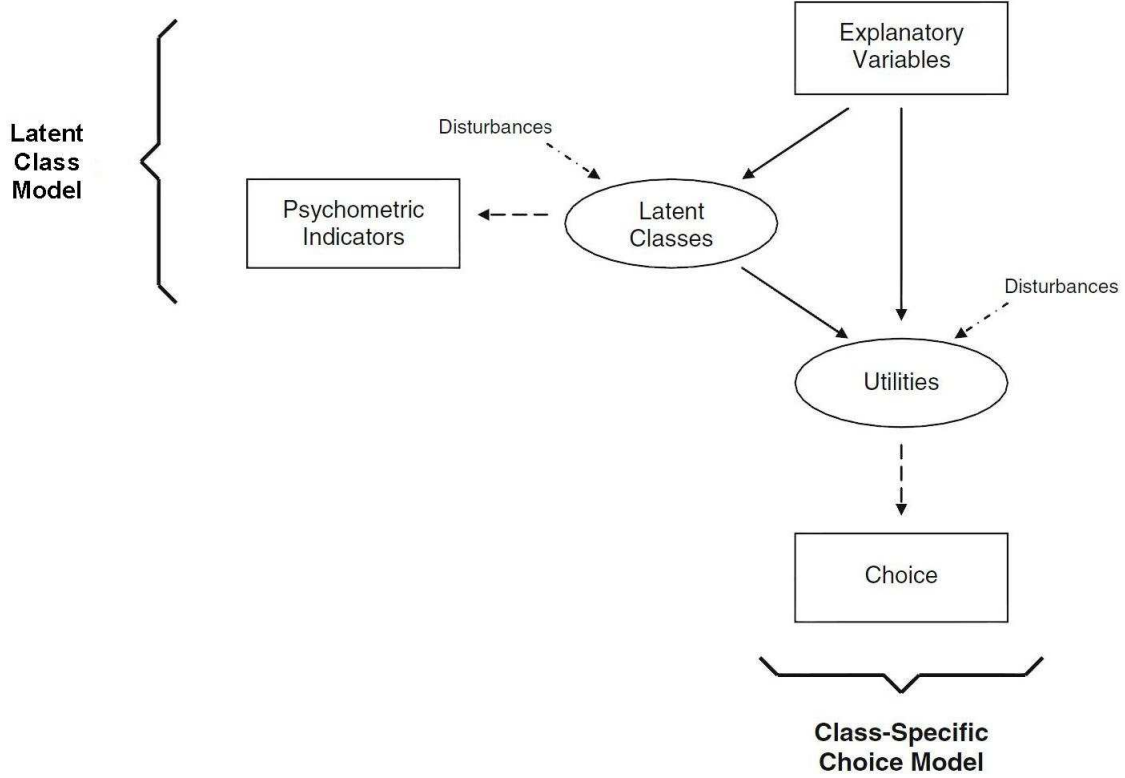 Explanatory
Variables
Latent
Class
Model
Disturbances
Psychometric
Indicators
Latent
Classes
Disturbances
Utilities
Choice
Class-Specific
Choice Model